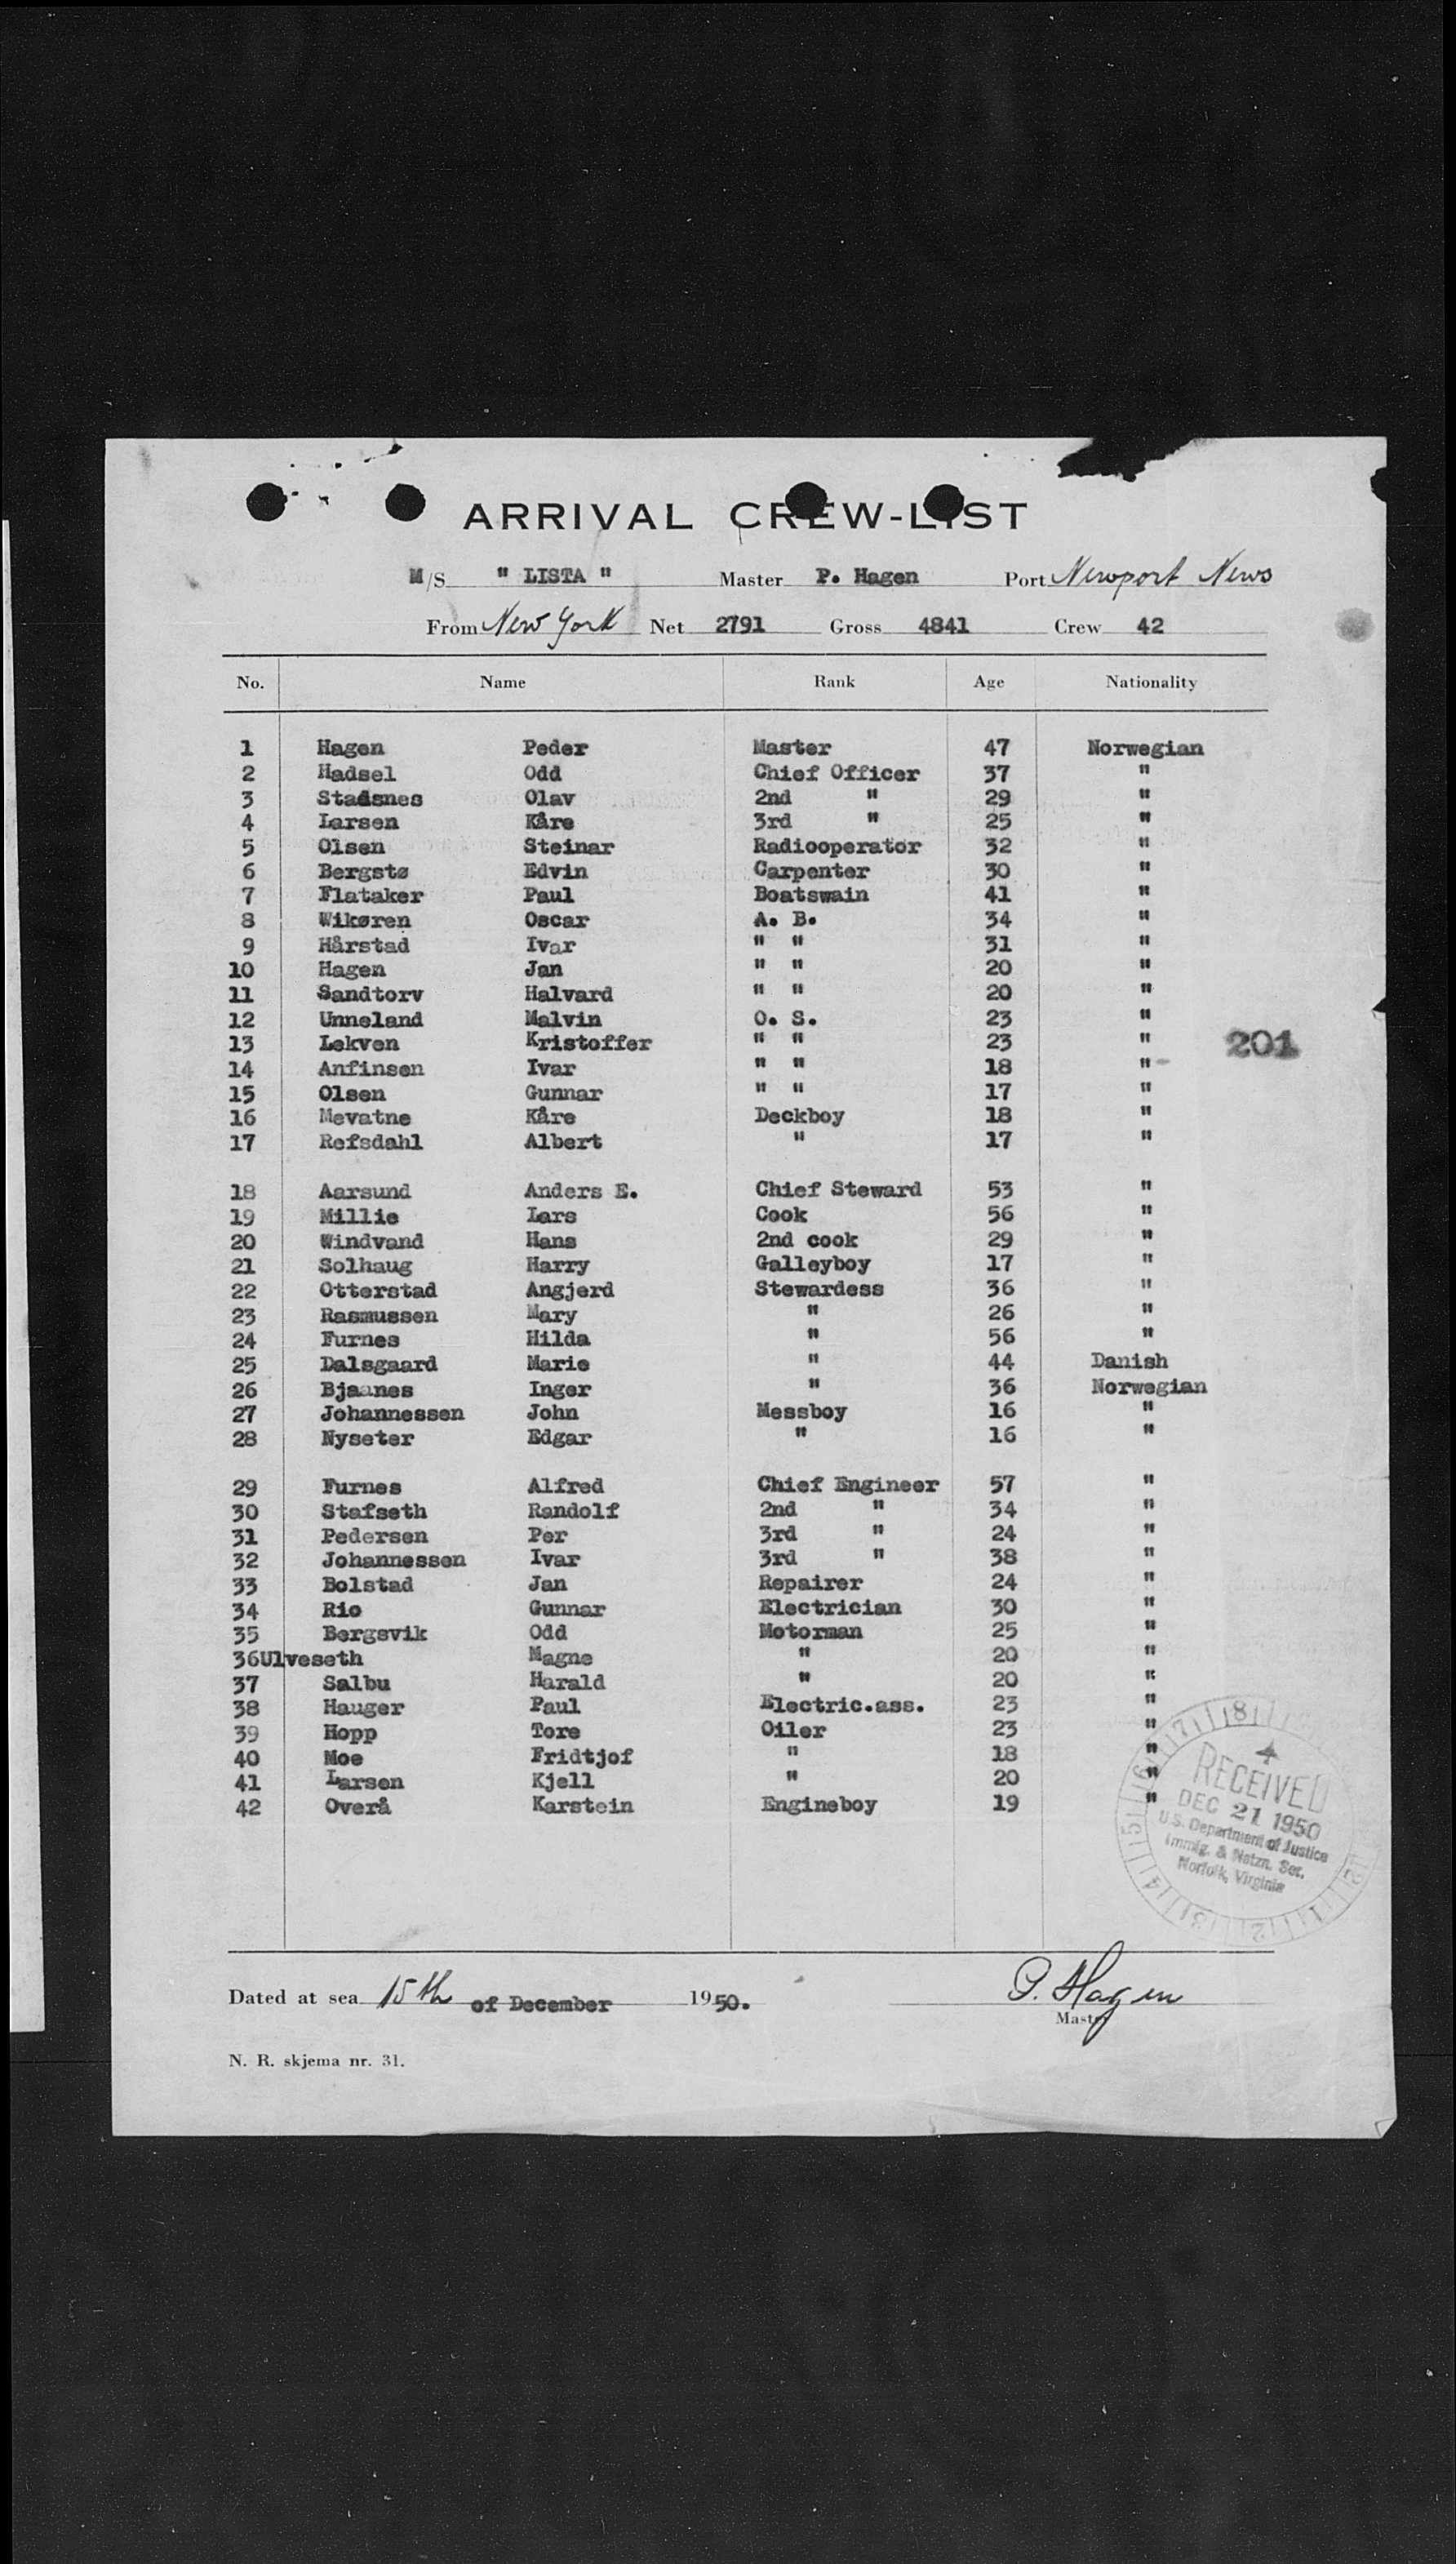 ARRIVAL CREW-LIST
M/S. " LISTA " Master P. Hagen Port Newport News
From New York Net 2791 Gross 4841 Crew 42
No. Name Rank Age Nationality
1 Hagen Peder Master 47 Norwegian
2 Hadsel Odd Chief Officer 37 "
3 Stadsnes Olav 2nd " 29 "
4 Larsen Kåre 3rd " 25 "
5 Olsen Steinar Radiooperator 32 "
6 Bergstø Edvin Carpenter 30 "
7 Flataker Paul Boatswain 41 "
8 Wikøren Oscar A. B. 34 "
9 Hårstad Ivar " " 31 "
10 Hagen Jan " " 20 "
11 Sandtorv Halvard " " 20 "
12 Unneland Malvin O. S. 23 "
13 Lekven Kristoffer " " 23 " 201
14 Anfinsen Ivar " " 18 "
15 Olsen Gunnar " " 17 "
16 Mevatne Kåre Deckboy 18 "
17 Refsdahl Albert " 17 "
18 Aarsund Anders E. Chief Steward 53 "
19 Millie Lars Cook 56 "
20 Windvand Hans 2nd cook 29 "
21 Solhaug Harry Galleyboy 17 "
22 Otterstad Angjerd Stewardess 36 "
23 Rasmussen Mary " 26 "
24 Furnes Hilda " 56 "
25 Dalsgaard Marie " 44 Danish
26 Bjaanes Inger " 36 Norwegian
27 Johannessen John Messboy 16 "
28 Nyseter Edgar " 16 "
29 Furnes Alfred Chief Engineer 57 "
30 Stafseth Randolf 2nd " 34 "
31 Pedersen Per 3rd " 24 "
32 Johannessen Ivar 3rd " 38 "
33 Bolstad Jan Repairer 24 "
34 Rio Gunnar Electrician 30 "
35 Bergsvik Odd Motorman 25 "
36Ulveseth Magne " 20 "
37 Salbu Harald " 20 "
38 Hauger Paul Electric.ass. 23 "
39 Hopp Tore Oiler 23 "
40 Moe Fridtjof " 18 "
41 Larsen Kjell " 20 "
42 Overå Karstein Engineboy 19 "
4
RECEIVED
DEC 21 1950
U.S. Department of Justice
Immig. & Natzn. Ser.
Norfolk, Virginia
Dated at sea 15th of December 1950. P. Hagen
Master
N. R. skjema nr. 31.